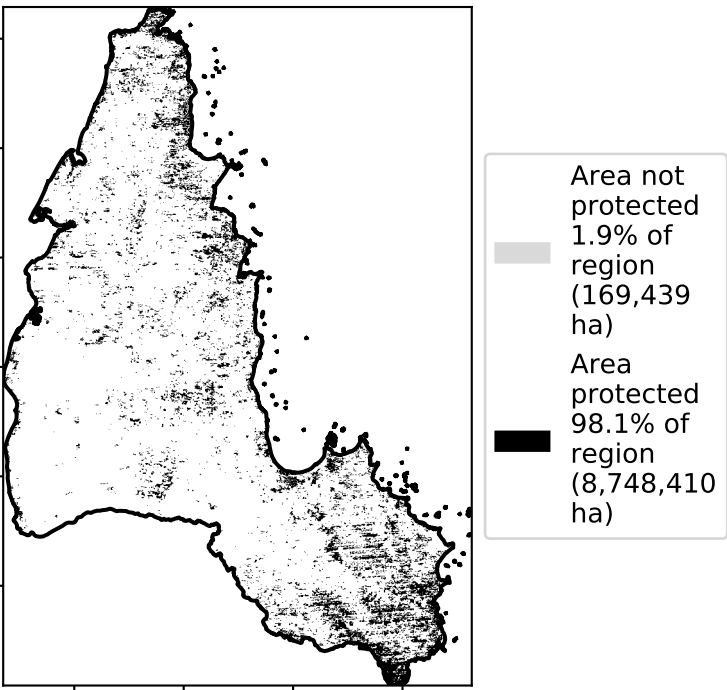 Area not
protected
1.9% of
region
(169,439
ha)
Area
protected
98.1% of
region
(8,748,410
ha)